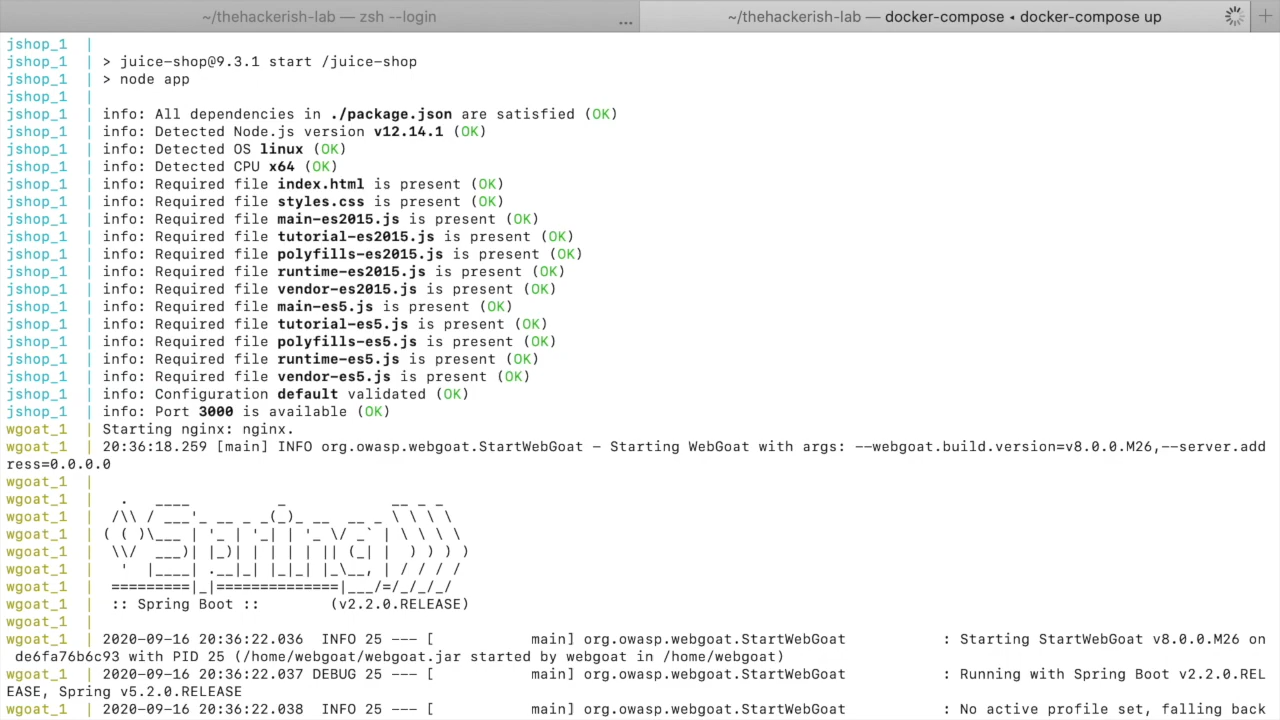 ~/thehackerish-lab — zsh --login
...
~/thehackerish-lab — docker-compose ◂ docker-compose up
jshop_1  |
jshop_1  | > juice-shop@9.3.1 start /juice-shop
jshop_1  | > node app
jshop_1  |
jshop_1  | info: All dependencies in ./package.json are satisfied (OK)
jshop_1  | info: Detected Node.js version v12.14.1 (OK)
jshop_1  | info: Detected OS linux (OK)
jshop_1  | info: Detected CPU x64 (OK)
jshop_1  | info: Required file index.html is present (OK)
jshop_1  | info: Required file styles.css is present (OK)
jshop_1  | info: Required file main-es2015.js is present (OK)
jshop_1  | info: Required file tutorial-es2015.js is present (OK)
jshop_1  | info: Required file polyfills-es2015.js is present (OK)
jshop_1  | info: Required file runtime-es2015.js is present (OK)
jshop_1  | info: Required file vendor-es2015.js is present (OK)
jshop_1  | info: Required file main-es5.js is present (OK)
jshop_1  | info: Required file tutorial-es5.js is present (OK)
jshop_1  | info: Required file polyfills-es5.js is present (OK)
jshop_1  | info: Required file runtime-es5.js is present (OK)
jshop_1  | info: Required file vendor-es5.js is present (OK)
jshop_1  | info: Configuration default validated (OK)
jshop_1  | info: Port 3000 is available (OK)
wgoat_1  | Starting nginx: nginx.
wgoat_1  | 20:36:18.259 [main] INFO org.owasp.webgoat.StartWebGoat - Starting WebGoat with args: --webgoat.build.version=v8.0.0.M26,--server.add
ress=0.0.0.0
wgoat_1  |
wgoat_1  |   .   ____          _            __ _ _
wgoat_1  |  /\\ / ___'_ __ _ _(_)_ __  __ _ \ \ \ \
wgoat_1  | ( ( )\___ | '_ | '_| | '_ \/ _` | \ \ \ \
wgoat_1  |  \\/  ___)| |_)| | | | | || (_| |  ) ) ) )
wgoat_1  |   '  |____| .__|_| |_|_| |_\__, | / / / /
wgoat_1  |  =========|_|==============|___/=/_/_/_/
wgoat_1  |  :: Spring Boot ::        (v2.2.0.RELEASE)
wgoat_1  |
wgoat_1  | 2020-09-16 20:36:22.036  INFO 25 --- [           main] org.owasp.webgoat.StartWebGoat           : Starting StartWebGoat v8.0.0.M26 on
 de6fa76b6c93 with PID 25 (/home/webgoat/webgoat.jar started by webgoat in /home/webgoat)
wgoat_1  | 2020-09-16 20:36:22.037 DEBUG 25 --- [           main] org.owasp.webgoat.StartWebGoat           : Running with Spring Boot v2.2.0.REL
EASE, Spring v5.2.0.RELEASE
wgoat_1  | 2020-09-16 20:36:22.038  INFO 25 --- [           main] org.owasp.webgoat.StartWebGoat           : No active profile set, falling back